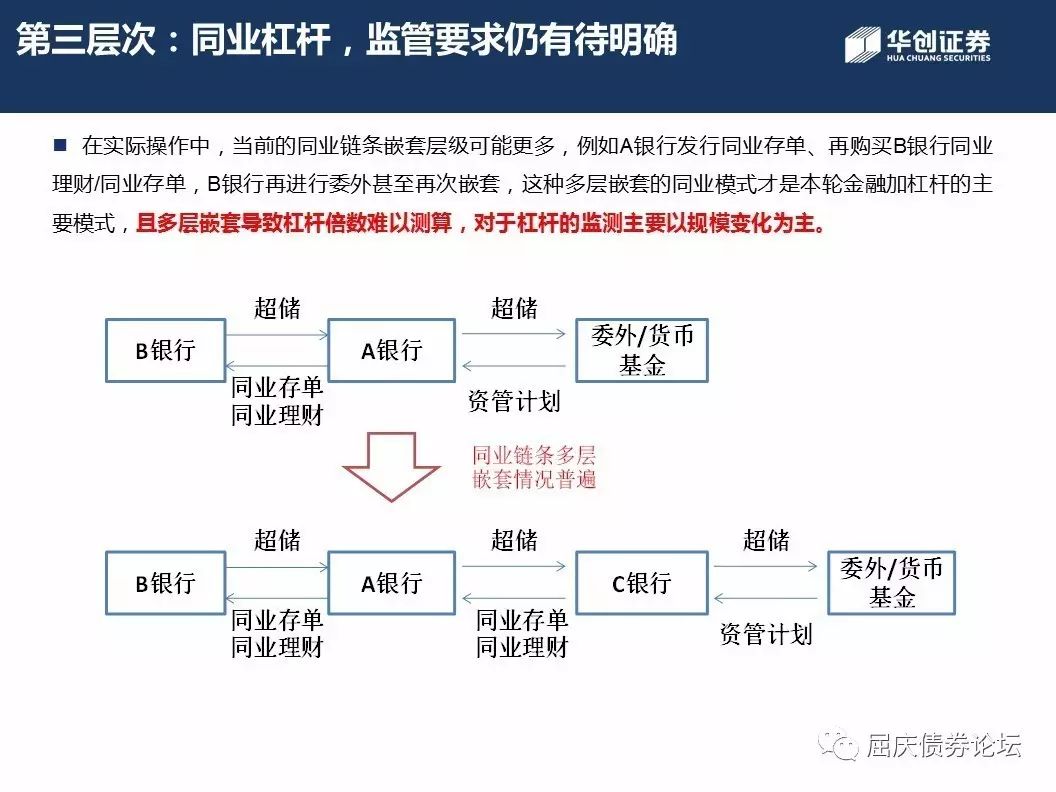 第三层次：同业杠杆，监管要求仍有待明确
华创证券
HUA CHUANG SECURITIES
■ 在实际操作中，当前的同业链条嵌套层级可能更多，例如A银行发行同业存单、再购买B银行同业
理财/同业存单，B银行再进行委外甚至再次嵌套，这种多层嵌套的同业模式才是本轮金融加杠杆的主
要模式，且多层嵌套导致杠杆倍数难以测算，对于杠杆的监测主要以规模变化为主。
超储
超储
B银行
A银行
委外/货币
基金
同业存单
同业理财
资管计划
同业链条多层
嵌套情况普遍
超储
超储
超储
B银行
A银行
C银行
委外/货币
基金
同业存单
同业理财
同业存单
同业理财
资管计划
屈庆债券论坛